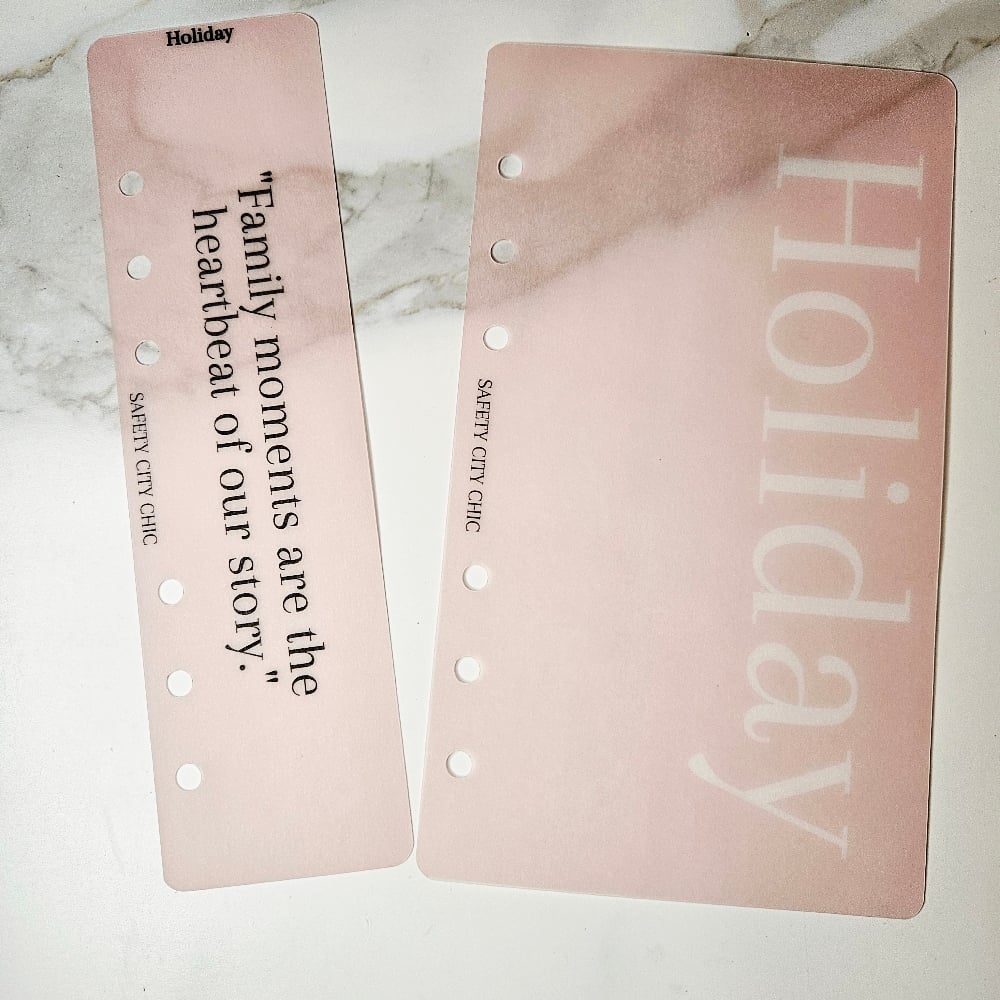 Holiday
"Family moments are the
heartbeat of our story."
SAFETY CITY CHIC
Holiday
SAFETY CITY CHIC